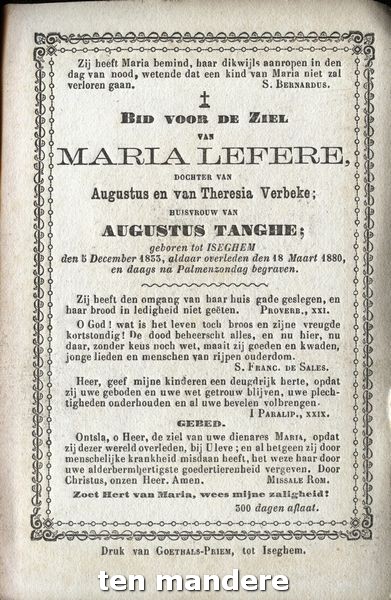 Zij heeft Maria bemind, haar dikwijls aanropen in den
dag van nood, wetende dat een kind van Maria niet zal
verloren gaan. S. Bernardus.
†
Bid voor de Ziel
VAN
MARIA LEFERE,
DOCHTER VAN
Augustus en van Theresia Verbeke;
HUISVROUW VAN
AUGUSTUS TANGHE;
geboren tot ISEGHEM
den 5 December 1833, aldaar overleden den 18 Maart 1880,
en daags na Palmenzondag begraven.
Zij heeft den omgang van haar huis gade geslegen, en
haar brood in ledigheid niet geëten. Proverb., XXI.
O God! wat is het leven toch broos en zijne vreugde
kortstondig! De dood beheerscht alles, en nu hier, nu
daar, zonder keus noch wet, maait zij goeden en kwaden,
jonge lieden en menschen van rijpen ouderdom.
S. Franc. de Sales.
Heer, geef mijne kinderen een deugdrijk herte, opdat
zij uwe geboden en uwe wet getrouw blijven, uwe plech-
tigheden onderhouden en al uwe bevelen volbrengen.
I Paralip., XXIX.
GEBED.
Ontsla, o Heer, de ziel van uwe dienares Maria, opdat
zij dezer wereld overleden, bij U leve; en al hetgeen zij door
menschelijke krankheid misdaan heeft, het weze haar door
uwe alderbermhertigste goedertierenheid vergeven. Door
Christus, onzen Heer. Amen. Missale Rom.
Zoet Hert van Maria, wees mijne zaligheid!
300 dagen aflaat.
Druk van Goethals-Priem, tot Iseghem.
ten mandere